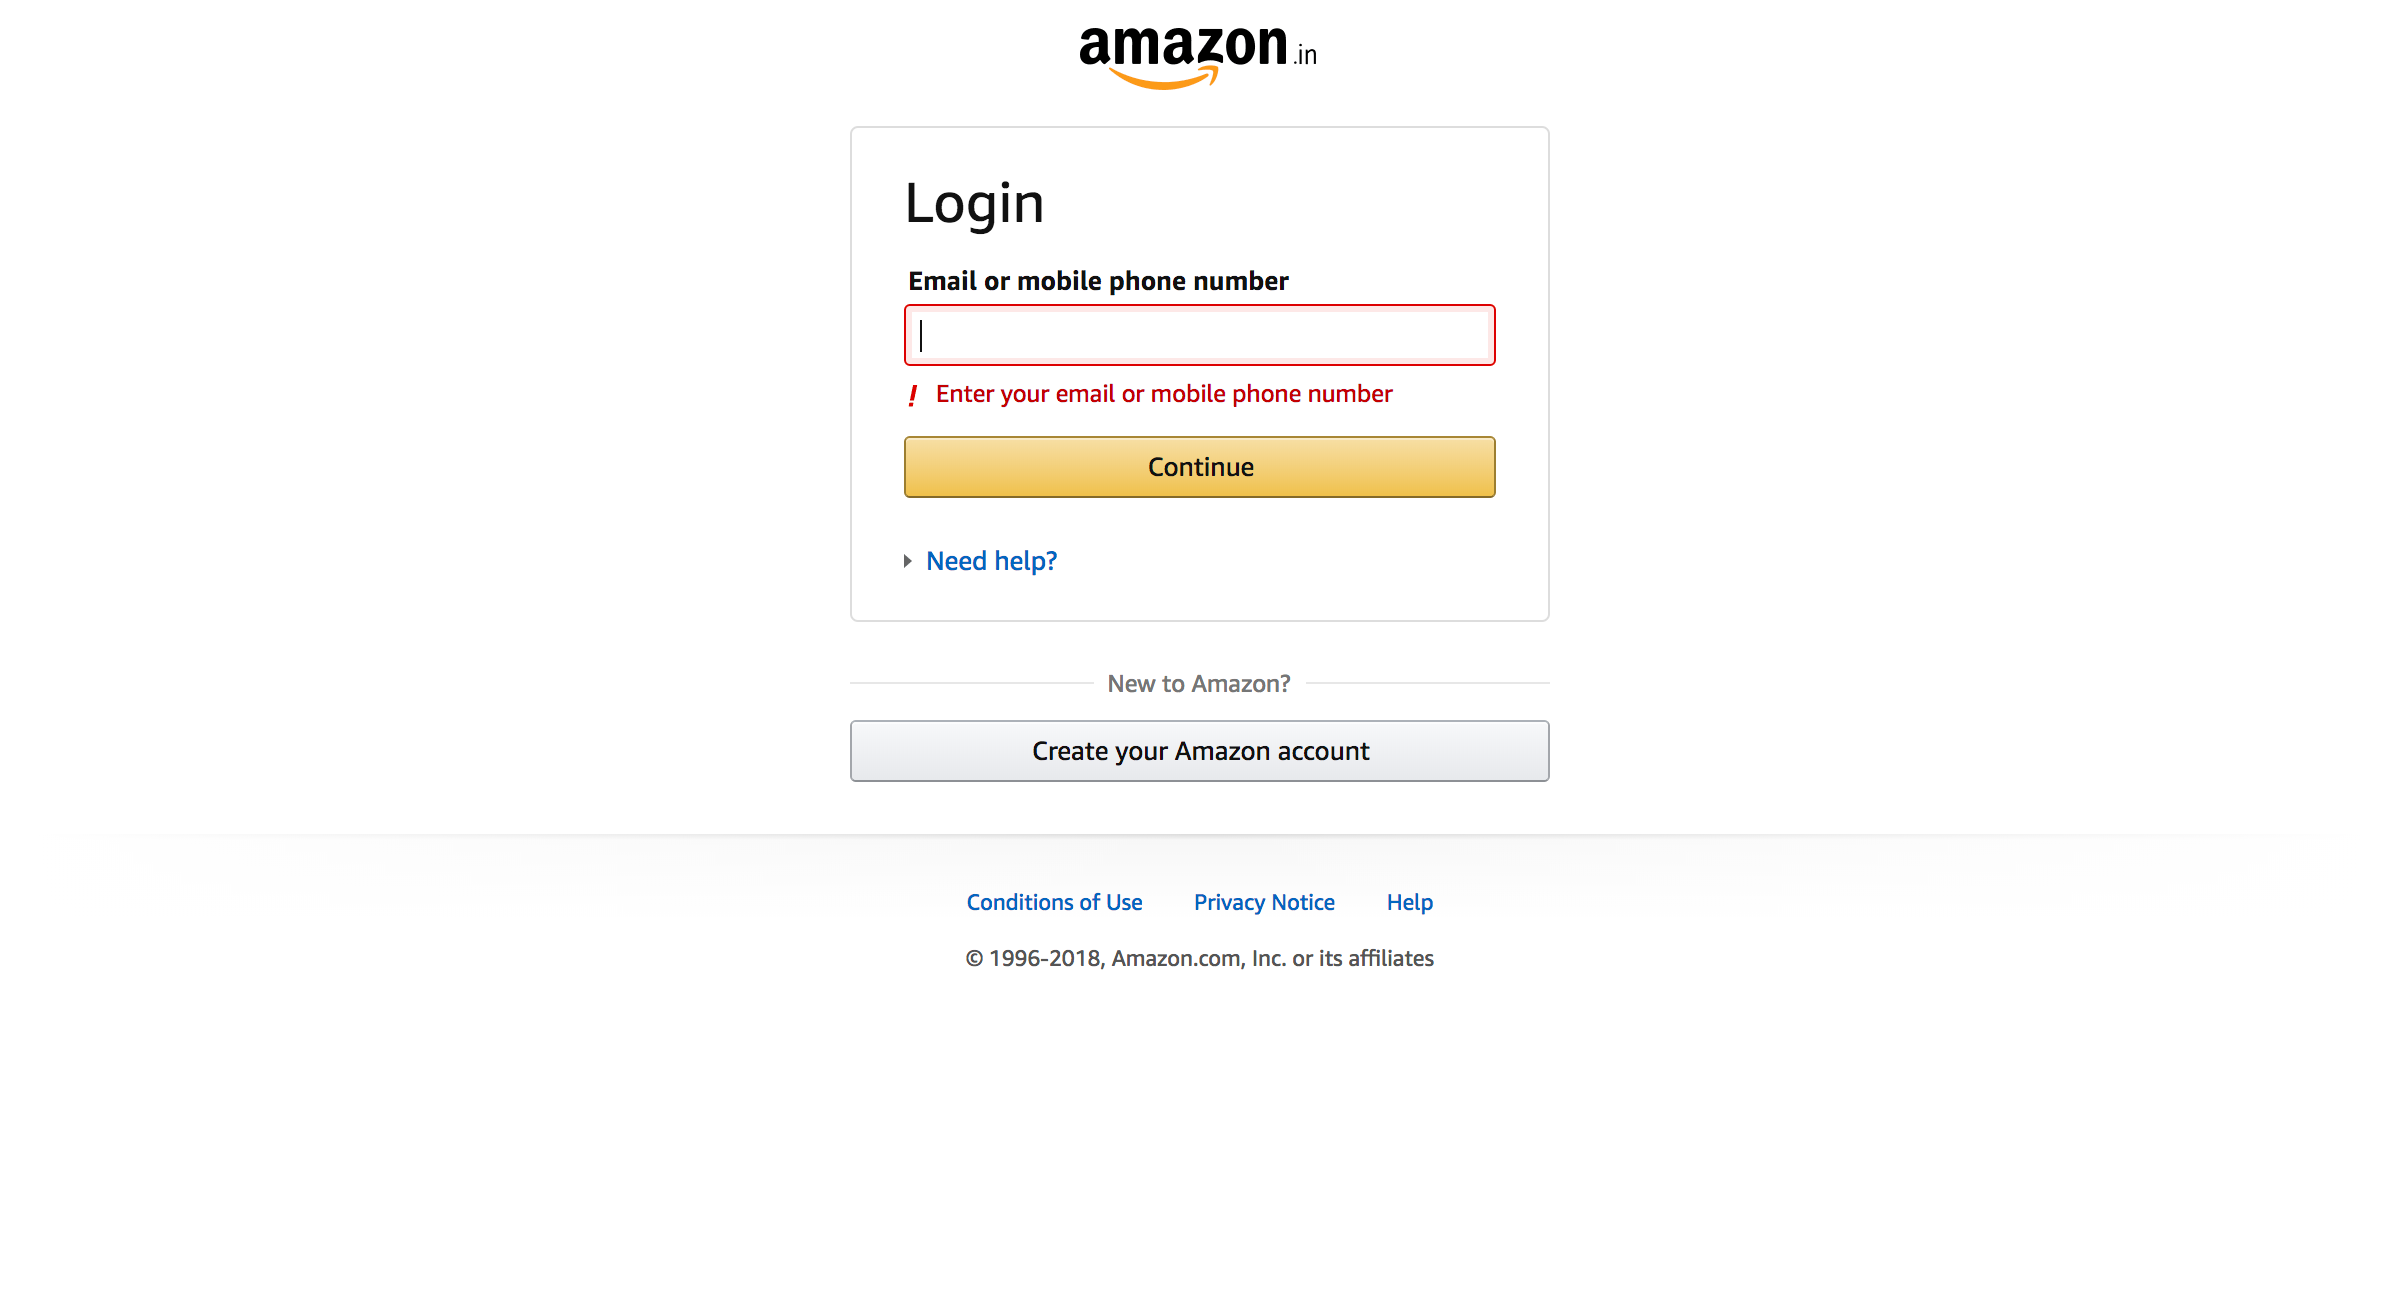 amazon.in
Login
Email or mobile phone number
! Enter your email or mobile phone number
Continue
Need help?
New to Amazon?
Create your Amazon account
Conditions of Use Privacy Notice Help
© 1996-2018, Amazon.com, Inc. or its affiliates